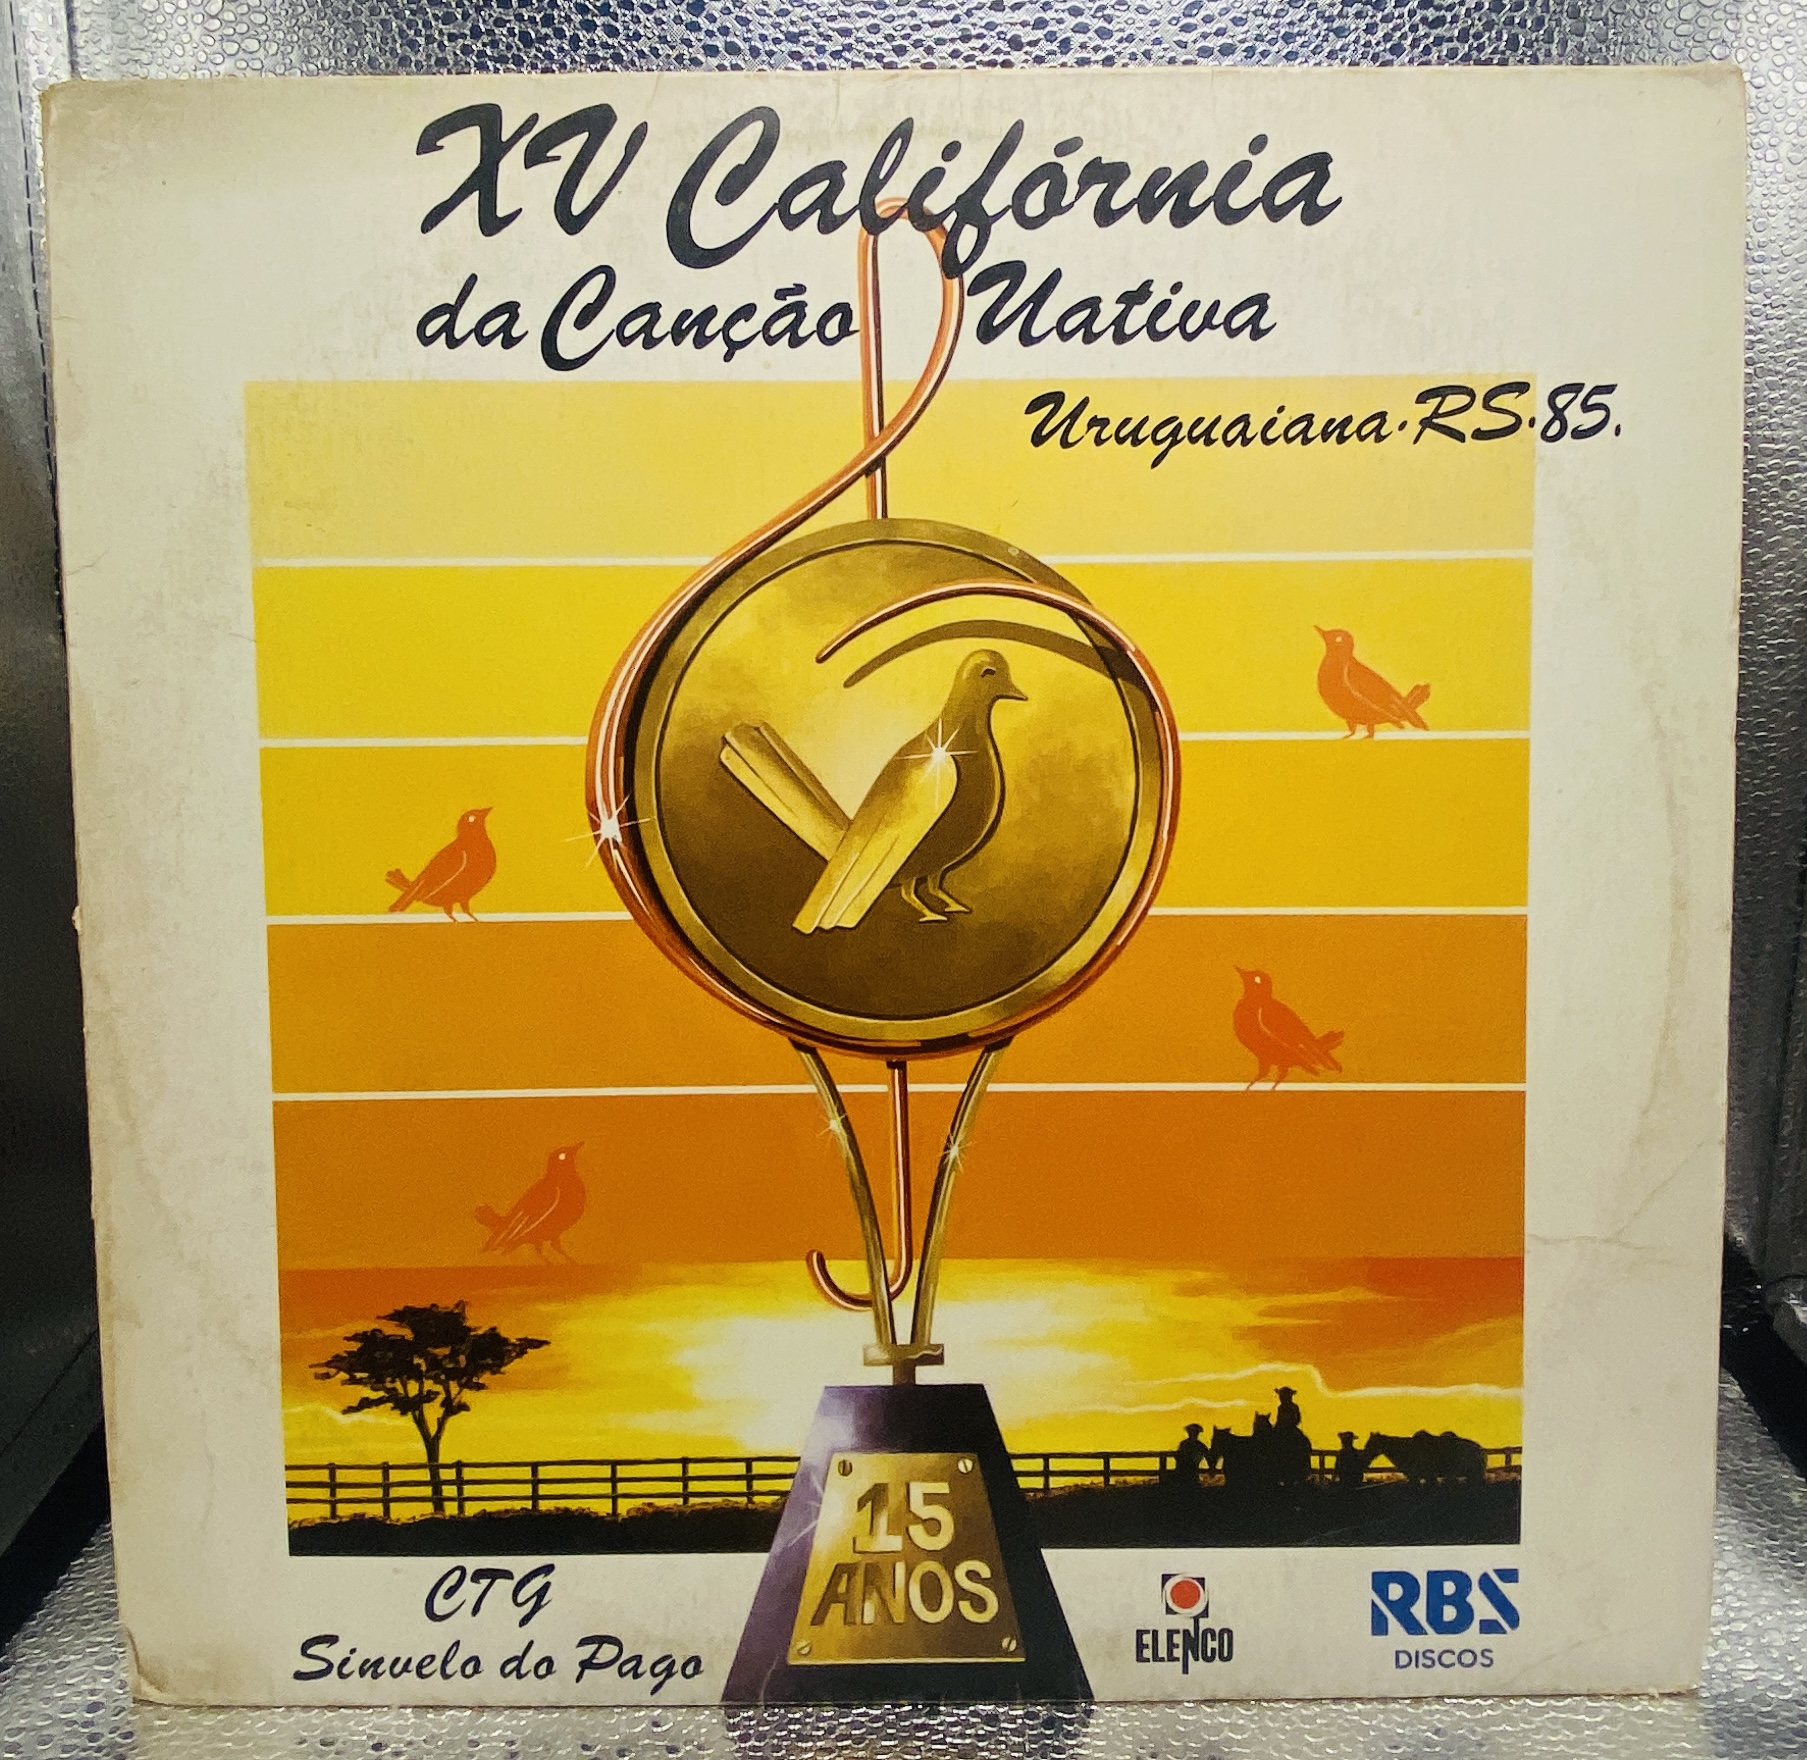 XV Califórnia
da Canção Nativa
Uruguaiana·RS·85.
15
ANOS
CTG
Sinuelo do Pago
ELENCO
RBS
DISCOS